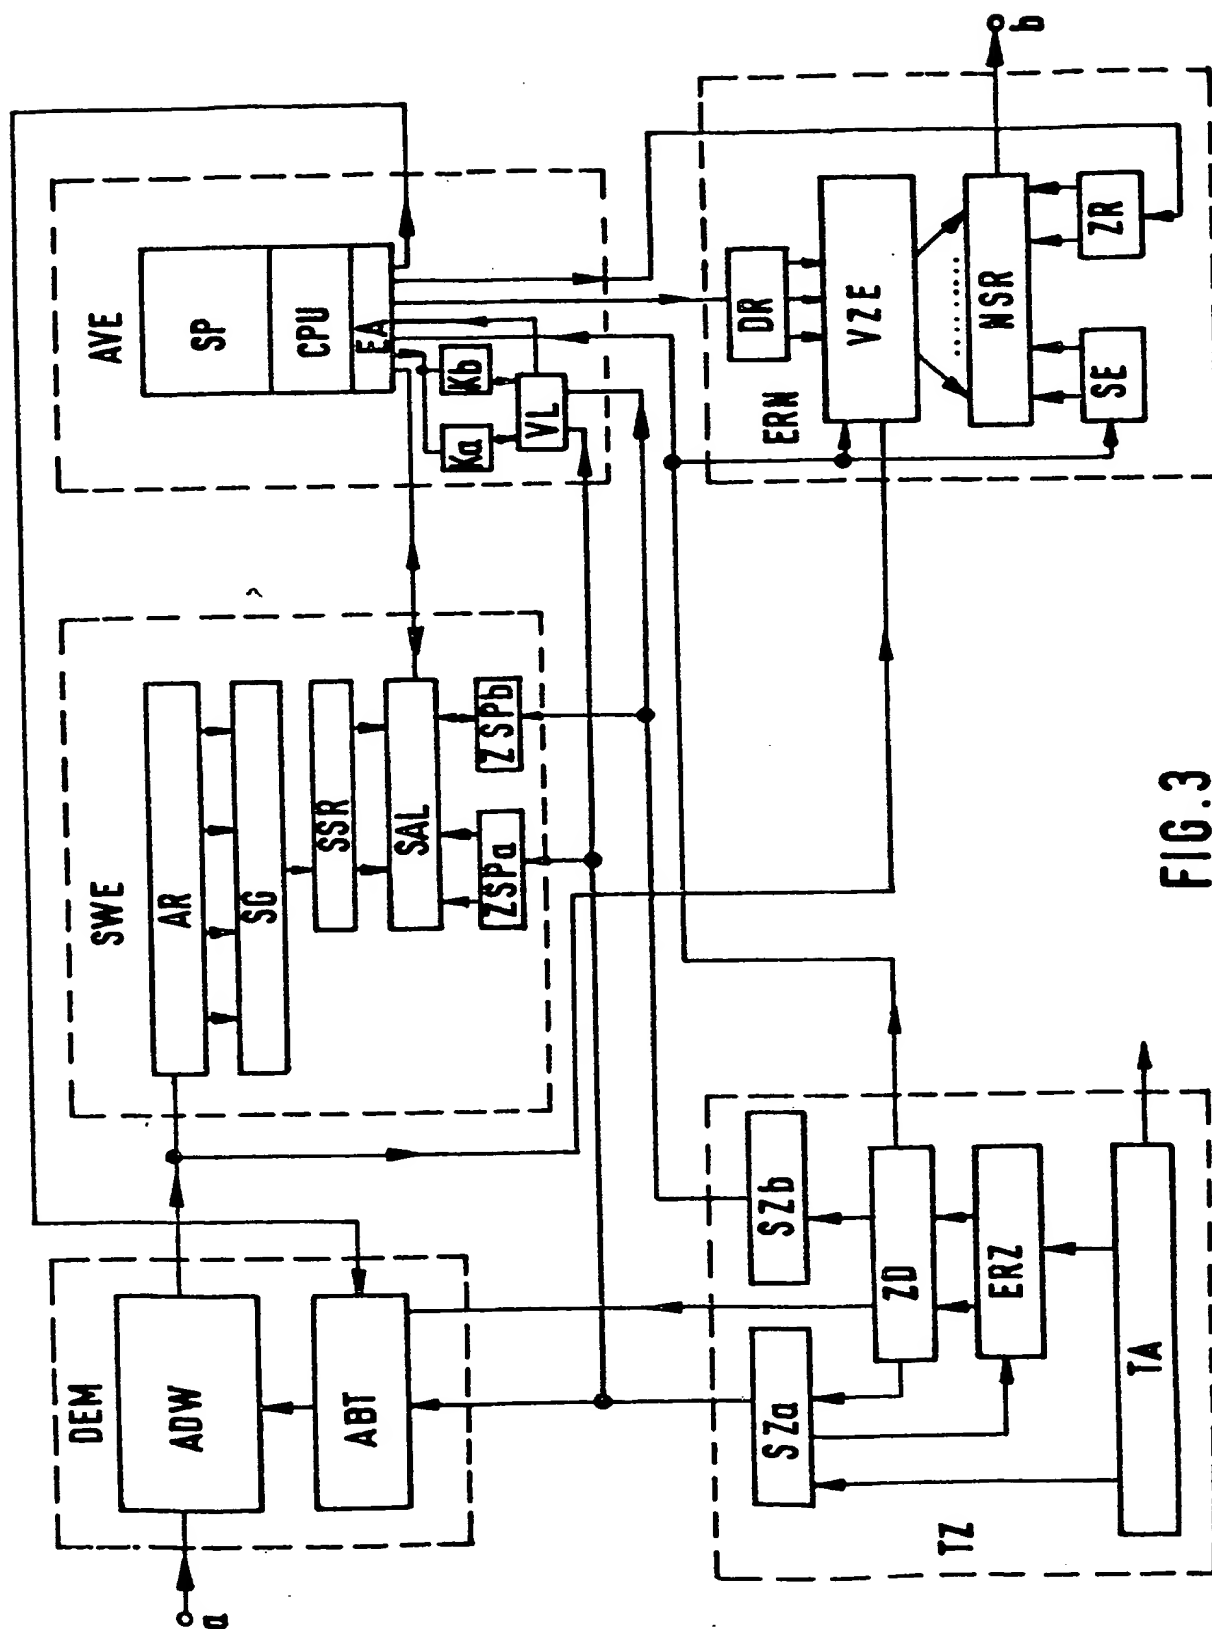 a
DEM
ADW
ABT
SWE
AR
SG
SSR
SAL
ZSPa
ZSPb
AVE
SP
CPU
EA
Ka
Kb
VL
TZ
SZa
SZb
ZD
ERZ
TA
ERN
DR
VZE
NSR
SE
ZR
b
FIG.3